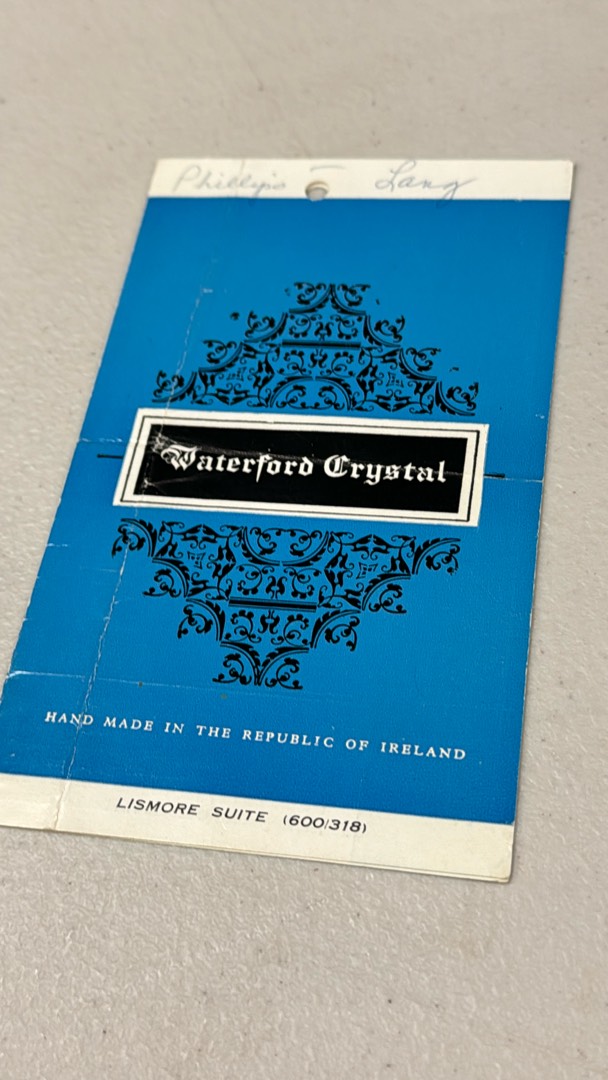 Phillips - Lang
Waterford Crystal
HAND MADE IN THE REPUBLIC OF IRELAND
LISMORE SUITE (600/318)